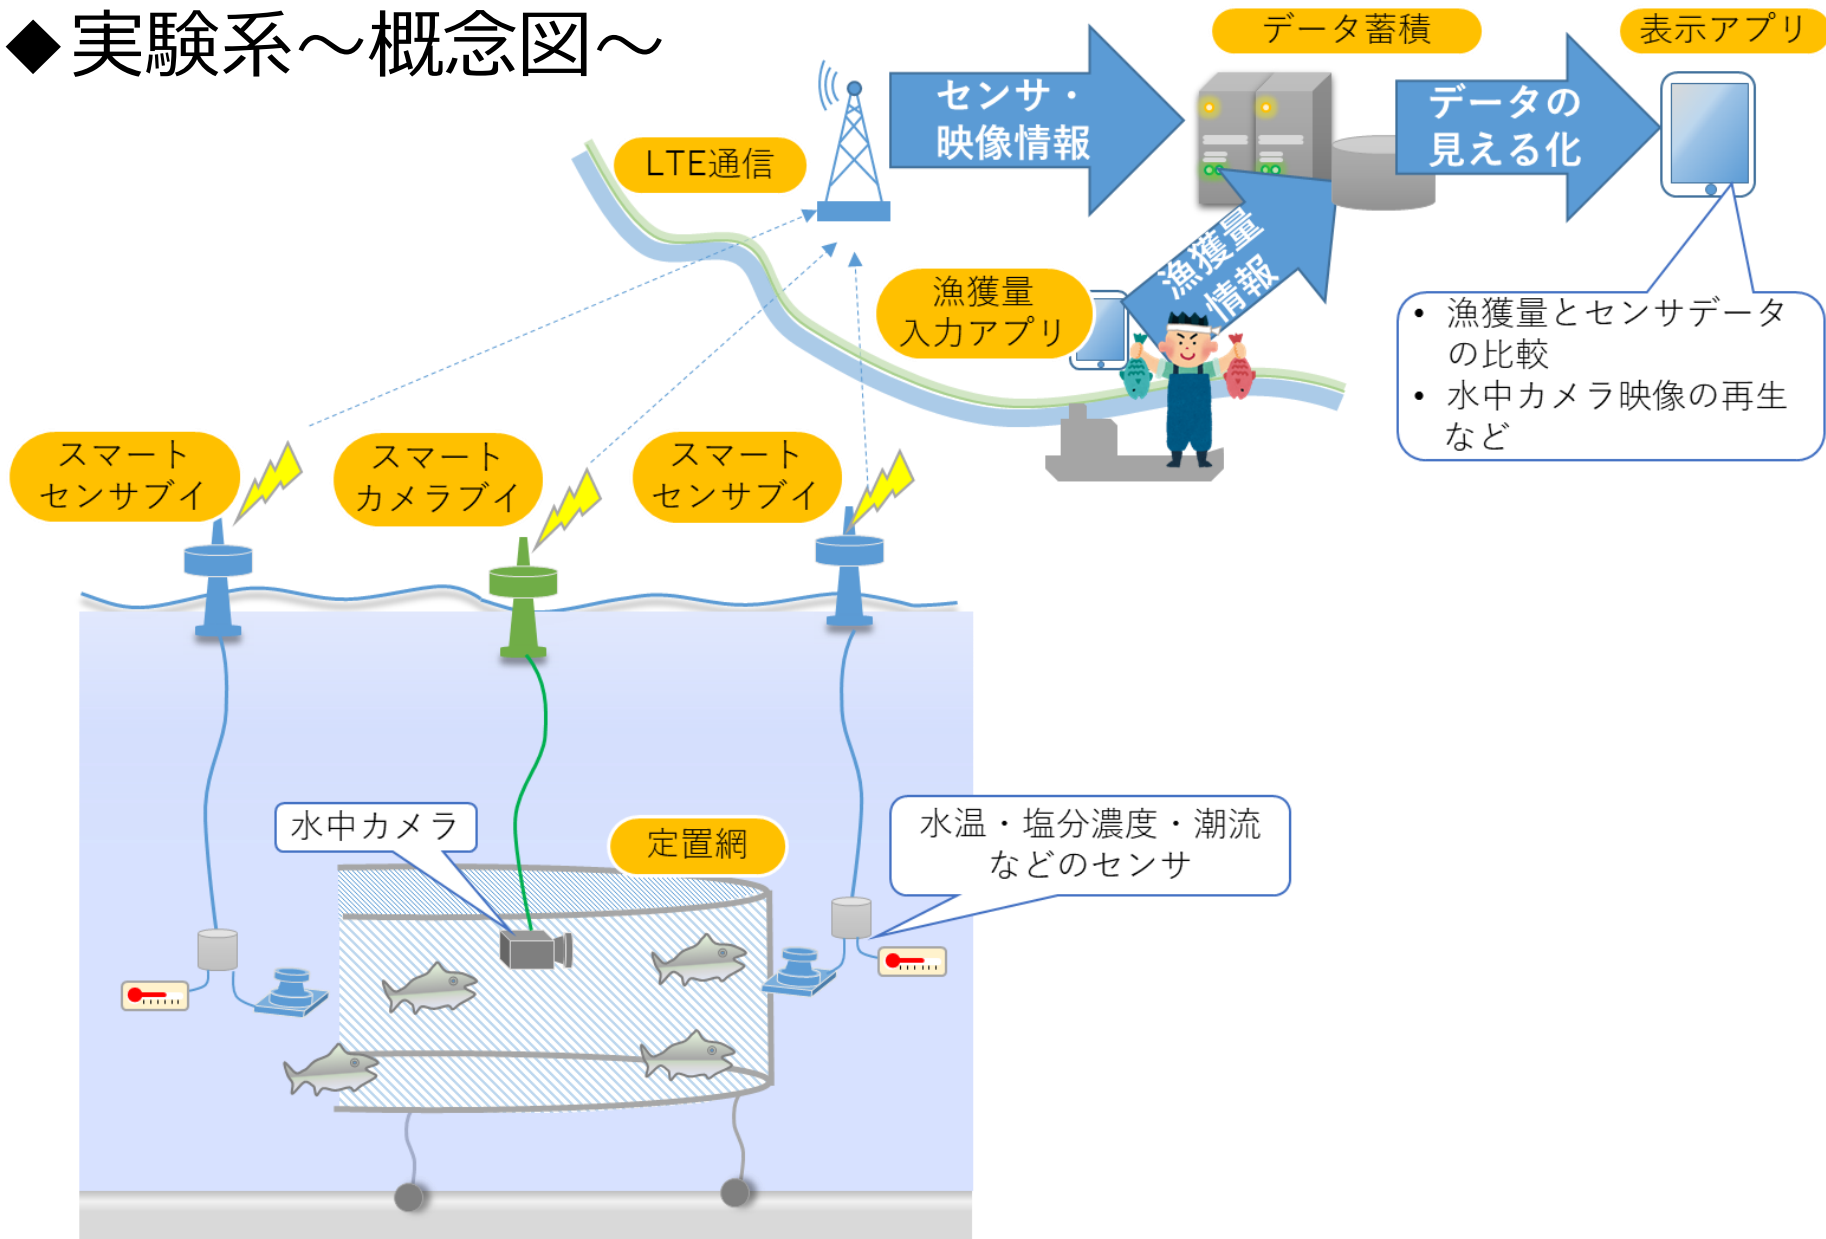 ◆実験系～概念図～
データ蓄積
表示アプリ
センサ・
映像情報
データの
見える化
LTE通信
漁獲量
情報
漁獲量
入力アプリ
• 漁獲量とセンサデータ
の比較
• 水中カメラ映像の再生
など
スマート
センサブイ
スマート
カメラブイ
スマート
センサブイ
水中カメラ
定置網
水温・塩分濃度・潮流
などのセンサ